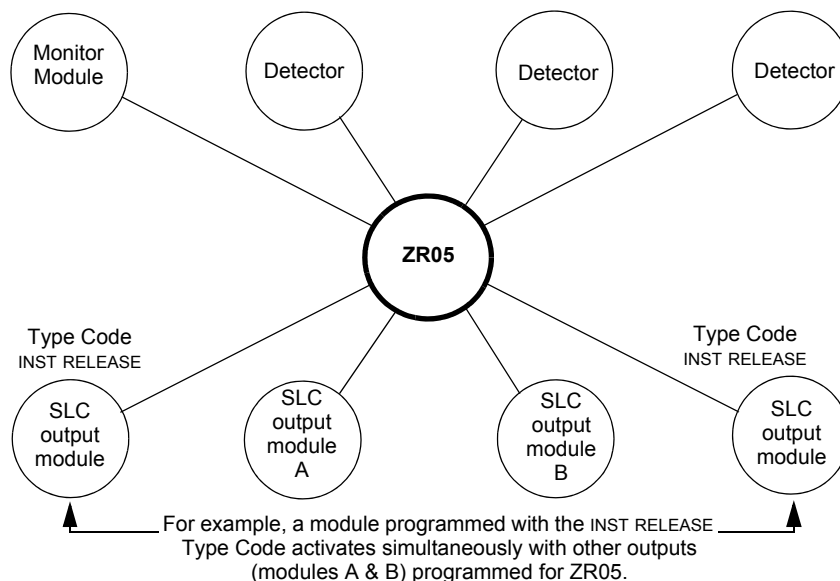 Monitor
Module
Detector
Detector
Detector
ZR05
Type Code
INST RELEASE
Type Code
INST RELEASE
SLC
output
module
SLC
output
module
A
SLC
output
module
B
SLC
output
module
For example, a module programmed with the INST RELEASE
Type Code activates simultaneously with other outputs
(modules A & B) programmed for ZR05.